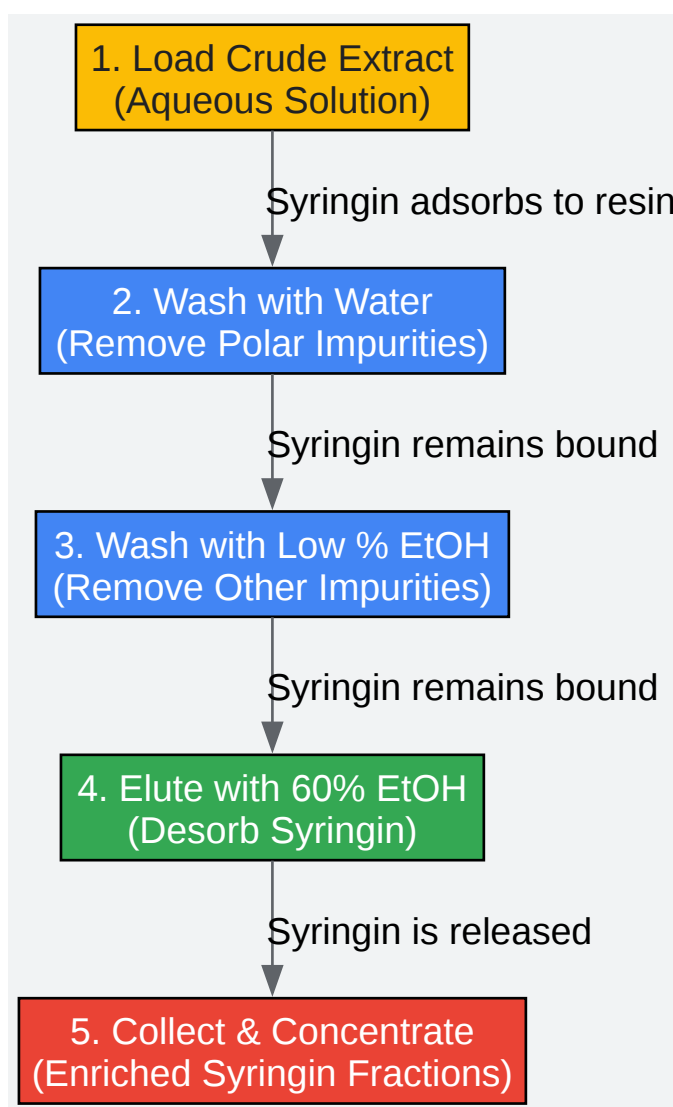 1. Load Crude Extract
(Aqueous Solution)
Syringin adsorbs to resin
2. Wash with Water
(Remove Polar Impurities)
Syringin remains bound
3. Wash with Low % EtOH
(Remove Other Impurities)
Syringin remains bound
4. Elute with 60% EtOH
(Desorb Syringin)
Syringin is released
5. Collect & Concentrate
(Enriched Syringin Fractions)